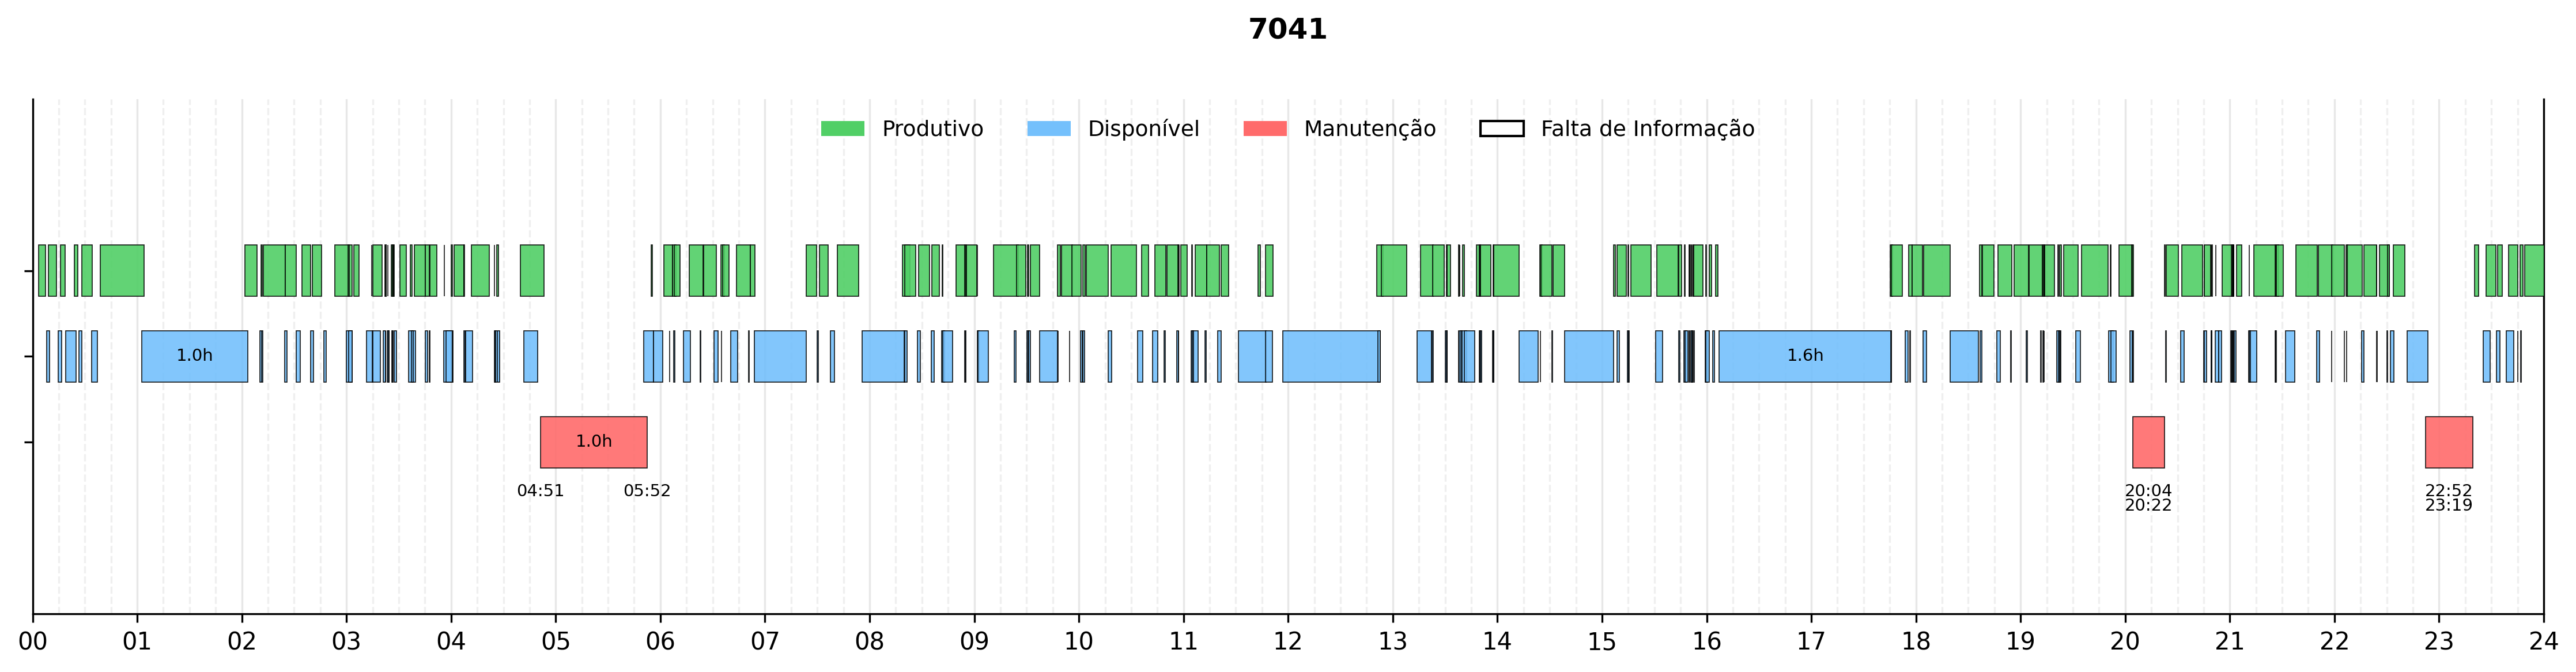 7041
Produtivo Disponível Manutenção Falta de Informação
1.0h 1.6h
1.0h
04:51 05:52 20:04 22:52
20:22 23:19
00 01 02 03 04 05 06 07 08 09 10 11 12 13 14 15 16 17 18 19 20 21 22 23 24